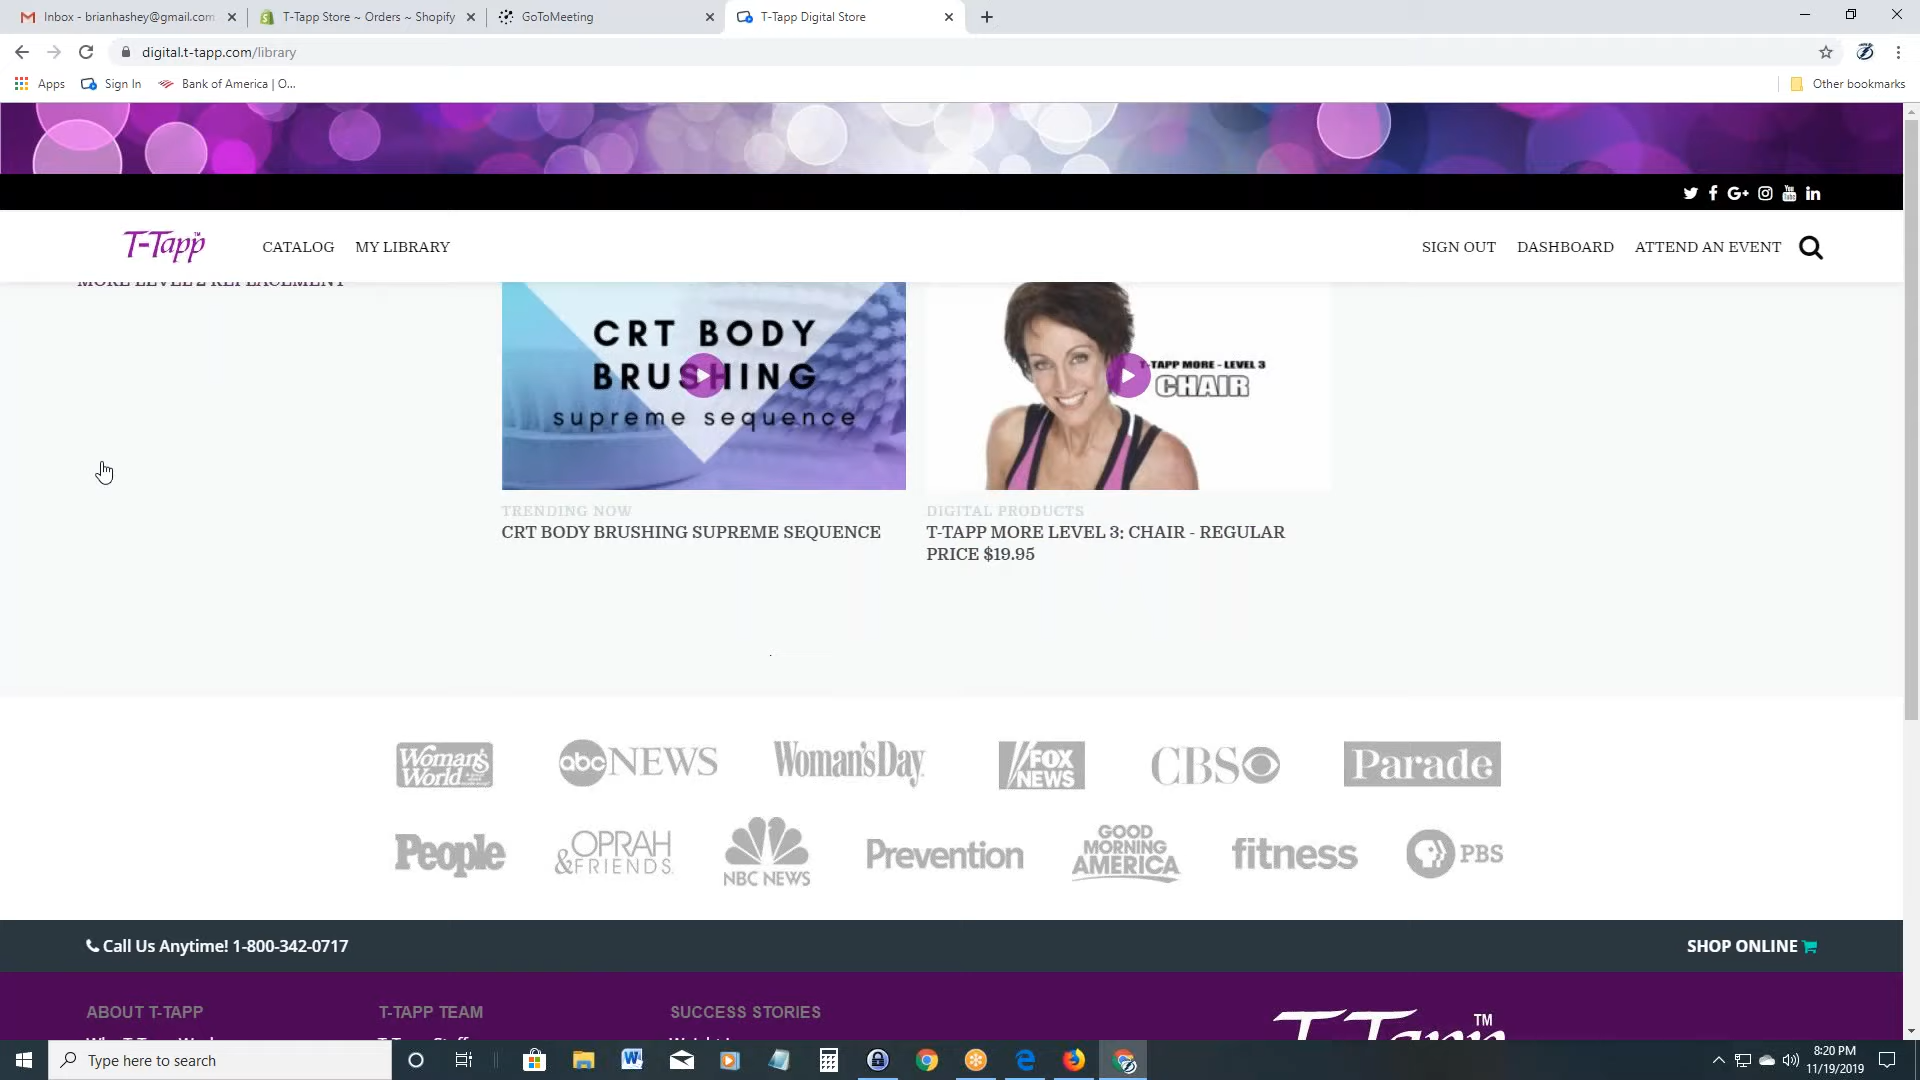 Inbox - brianhashey@gmail.com
T-Tapp Store ~ Orders ~ Shopify
GoToMeeting
T-Tapp Digital Store
digital.t-tapp.com/library
Apps
Sign In
Bank of America | O...
Other bookmarks
T-Tapp™
CATALOG
MY LIBRARY
SIGN OUT
DASHBOARD
ATTEND AN EVENT
MORE LEVEL 2 REPLACEMENT
CRT BODY
BRUSHING
supreme sequence
T-TAPP MORE - LEVEL 3
CHAIR
TRENDING NOW
CRT BODY BRUSHING SUPREME SEQUENCE
DIGITAL PRODUCTS
T-TAPP MORE LEVEL 3: CHAIR - REGULAR
PRICE $19.95
Woman's
World
abc NEWS
Woman's Day
FOX
NEWS
CBS
Parade
People
OPRAH
&FRIENDS
NBC NEWS
Prevention
GOOD
MORNING
AMERICA
fitness
PBS
Call Us Anytime! 1-800-342-0717
SHOP ONLINE
ABOUT T-TAPP
T-TAPP TEAM
SUCCESS STORIES
T-Tapp TM
Type here to search
8:20 PM
11/19/2019